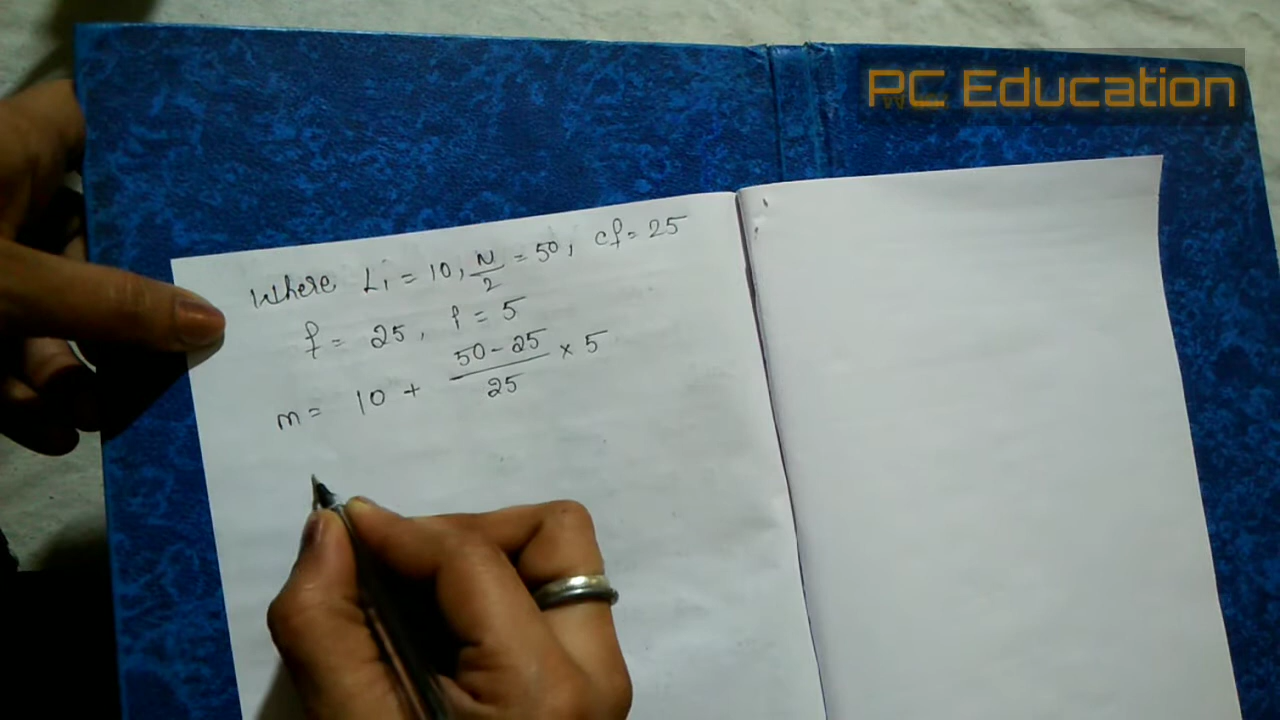 PC Education
Where L₁ = 10, N/2 = 50, cf = 25
f = 25, i = 5
m = 10 + (50 - 25)/25 × 5